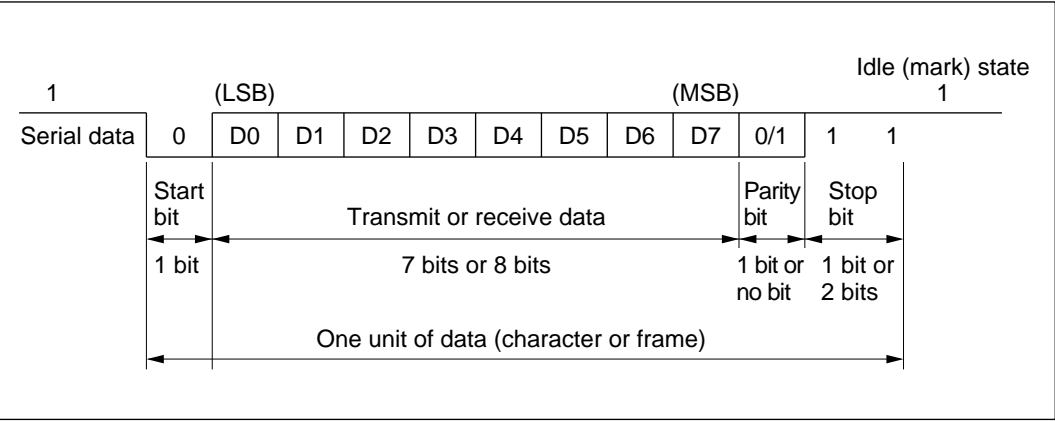 Idle (mark) state
1 (LSB) (MSB) 1
Serial data 0 D0 D1 D2 D3 D4 D5 D6 D7 0/1 1 1
Start bit
Transmit or receive data
Parity bit
Stop bit
1 bit
7 bits or 8 bits
1 bit or no bit
1 bit or 2 bits
One unit of data (character or frame)